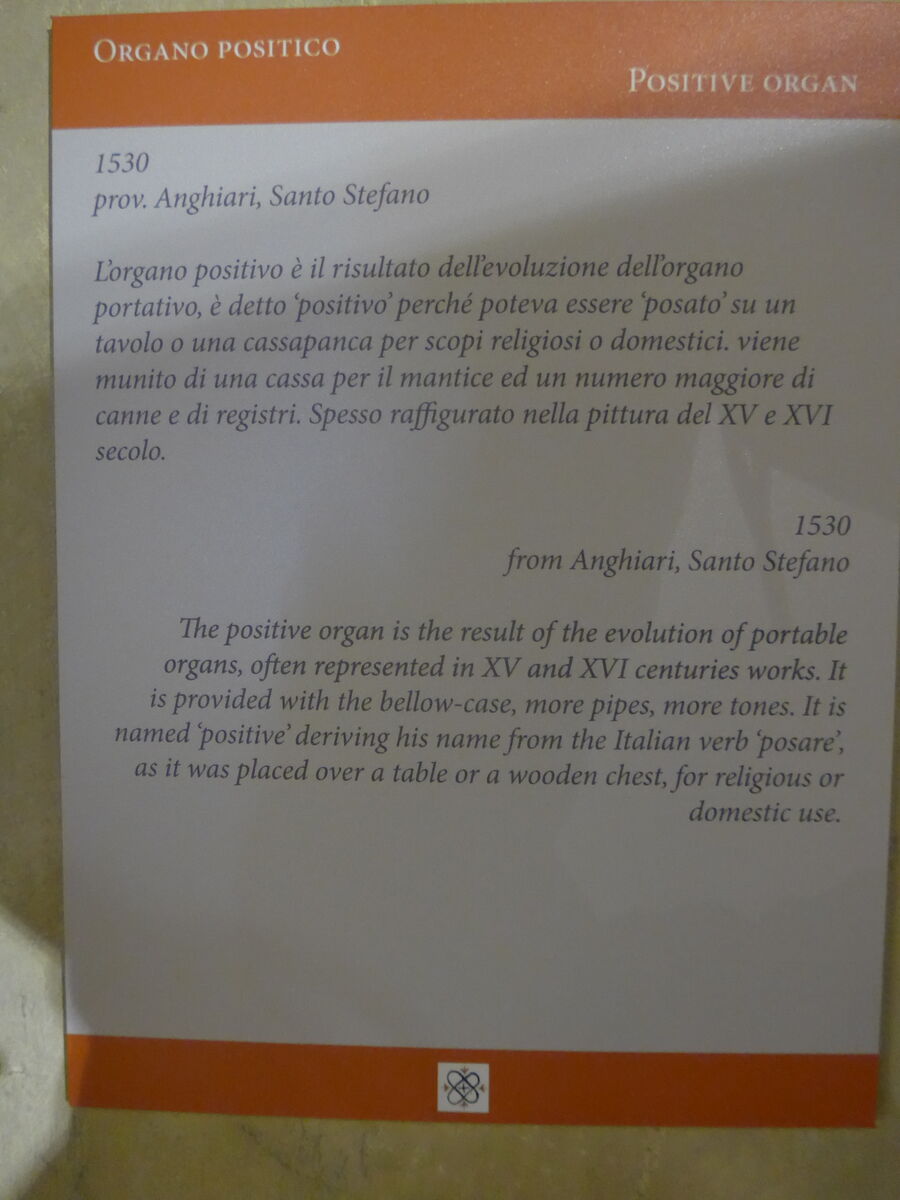 ORGANO POSITICO
POSITIVE ORGAN
1530
prov. Anghiari, Santo Stefano
L'organo positivo è il risultato dell'evoluzione dell'organo
portativo, è detto 'positivo' perché poteva essere 'posato' su un
tavolo o una cassapanca per scopi religiosi o domestici. viene
munito di una cassa per il mantice ed un numero maggiore di
canne e di registri. Spesso raffigurato nella pittura del XV e XVI
secolo.
1530
from Anghiari, Santo Stefano
The positive organ is the result of the evolution of portable
organs, often represented in XV and XVI centuries works. It
is provided with the bellow-case, more pipes, more tones. It is
named 'positive' deriving his name from the Italian verb 'posare',
as it was placed over a table or a wooden chest, for religious or
domestic use.